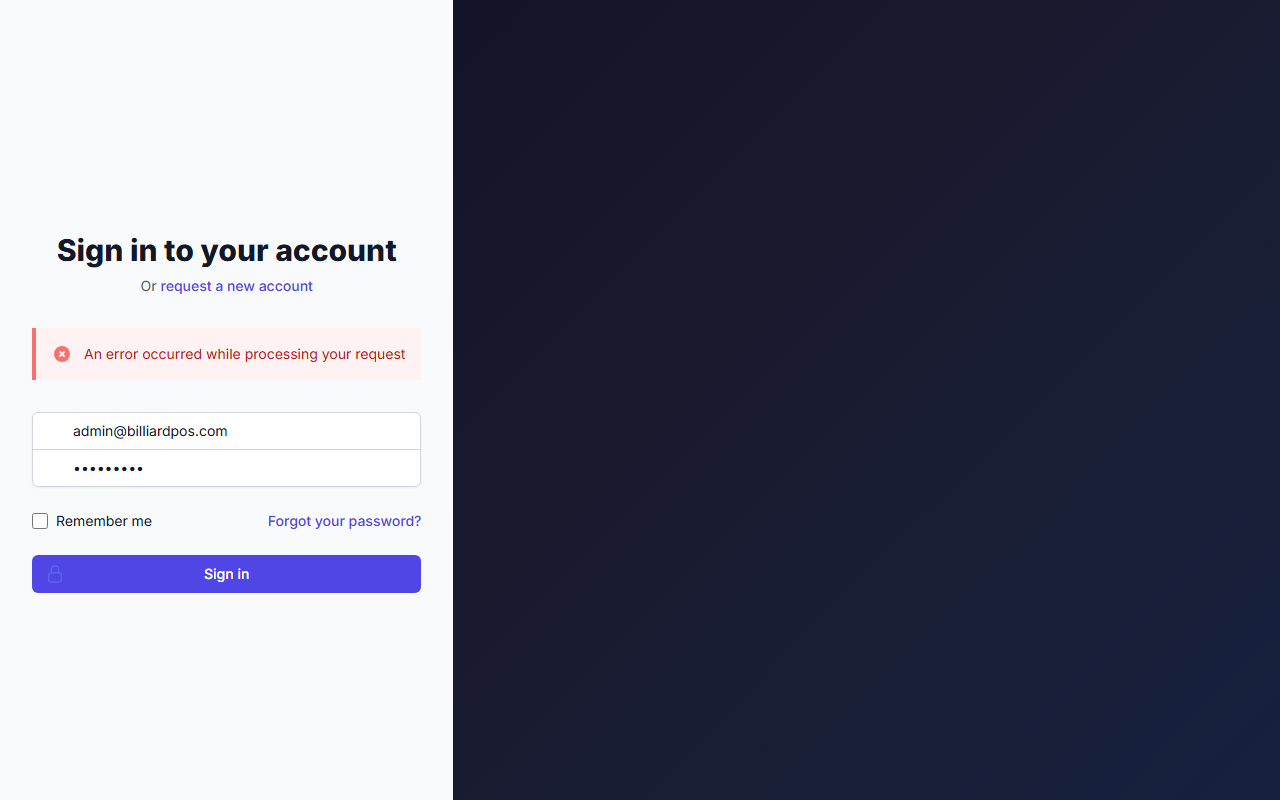 Sign in to your account
Or request a new account
An error occurred while processing your request
admin@billiardpos.com
•••••••••
Remember me
Forgot your password?
Sign in